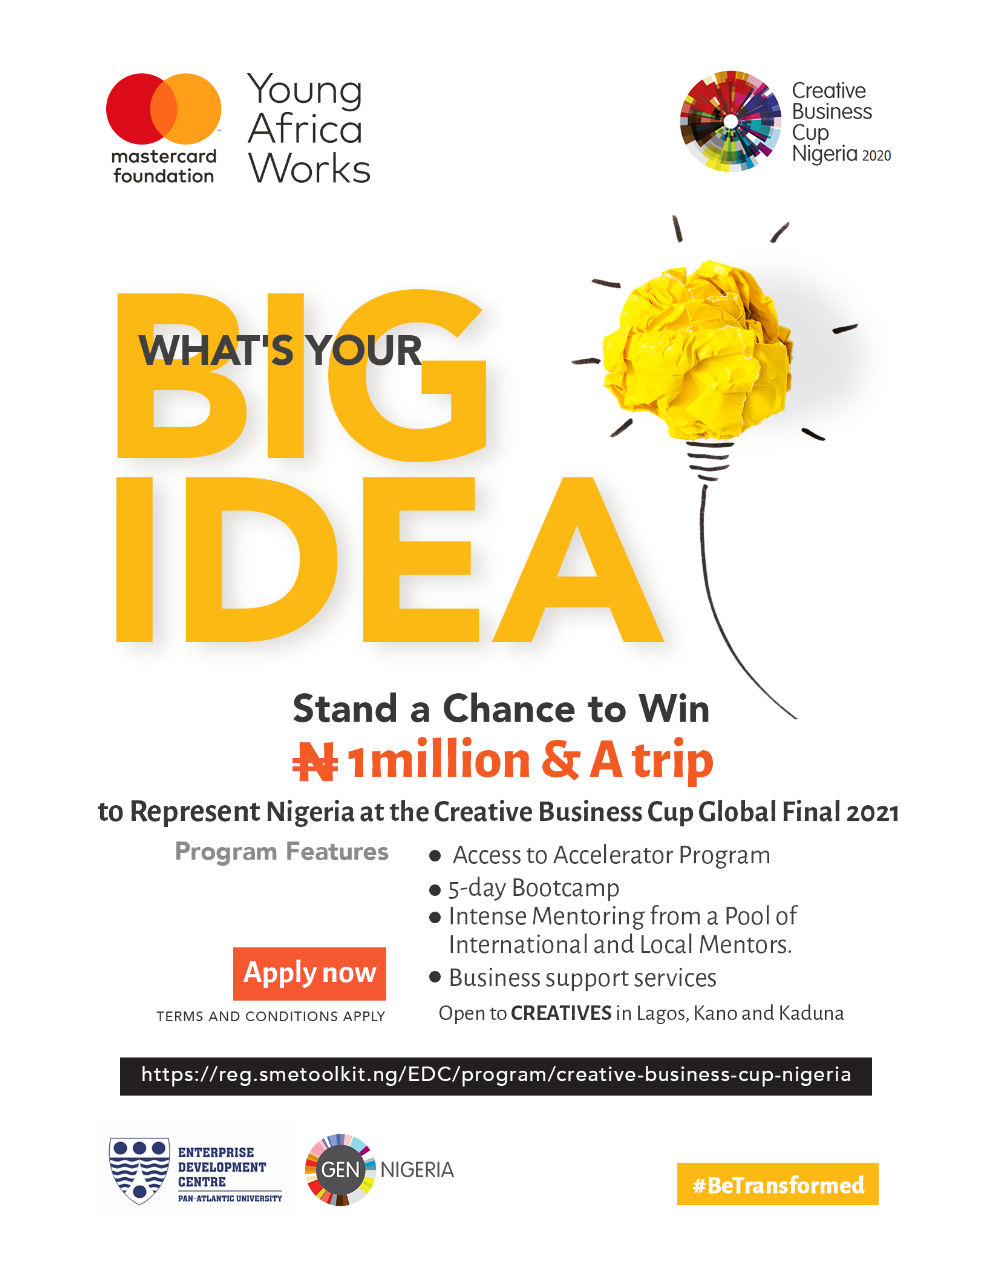 mastercard
foundation
Young
Africa
Works
Creative
Business
Cup
Nigeria 2020
WHAT'S YOUR
BIG
IDEA
Stand a Chance to Win
₦ 1million & A trip
to Represent Nigeria at the Creative Business Cup Global Final 2021
Program Features
● Access to Accelerator Program
● 5-day Bootcamp
● Intense Mentoring from a Pool of
International and Local Mentors.
● Business support services
Apply now
TERMS AND CONDITIONS APPLY
Open to CREATIVES in Lagos, Kano and Kaduna
https://reg.smetoolkit.ng/EDC/program/creative-business-cup-nigeria
ENTERPRISE
DEVELOPMENT
CENTRE
PAN-ATLANTIC UNIVERSITY
GEN NIGERIA
#BeTransformed